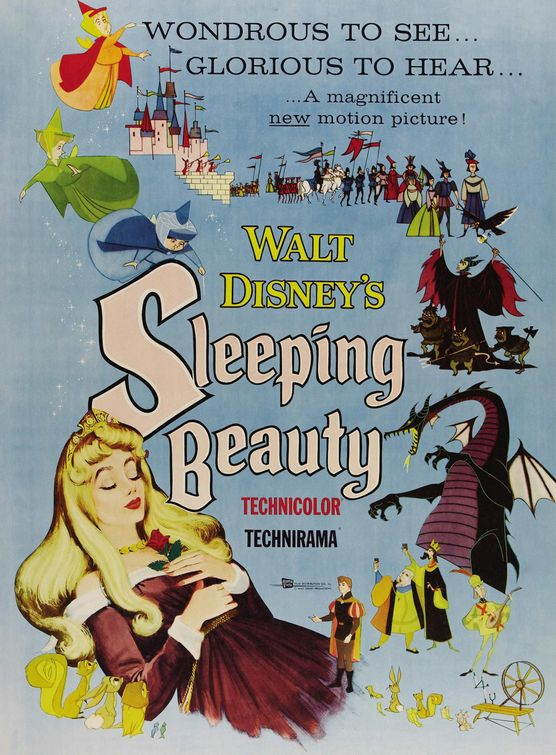 WONDROUS TO SEE...
GLORIOUS TO HEAR...
...A magnificent
new motion picture!
WALT
DISNEY'S
Sleeping
Beauty
TECHNICOLOR
TECHNIRAMA